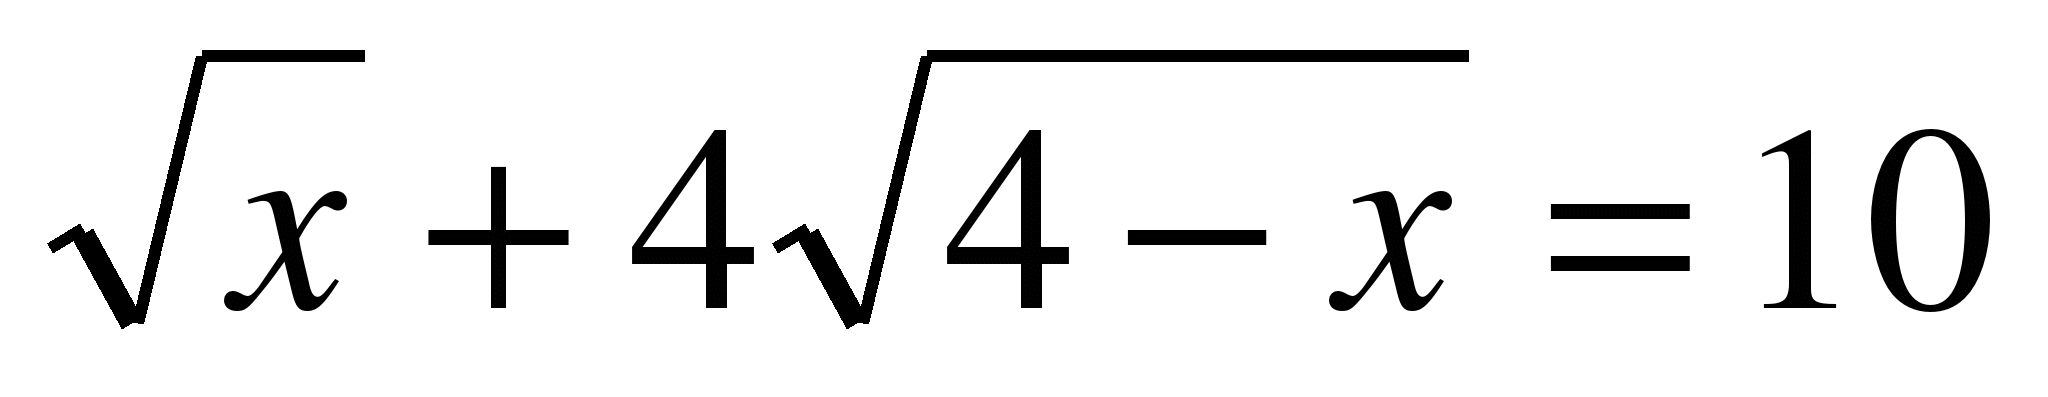 √x + 4√(4 − x) = 10